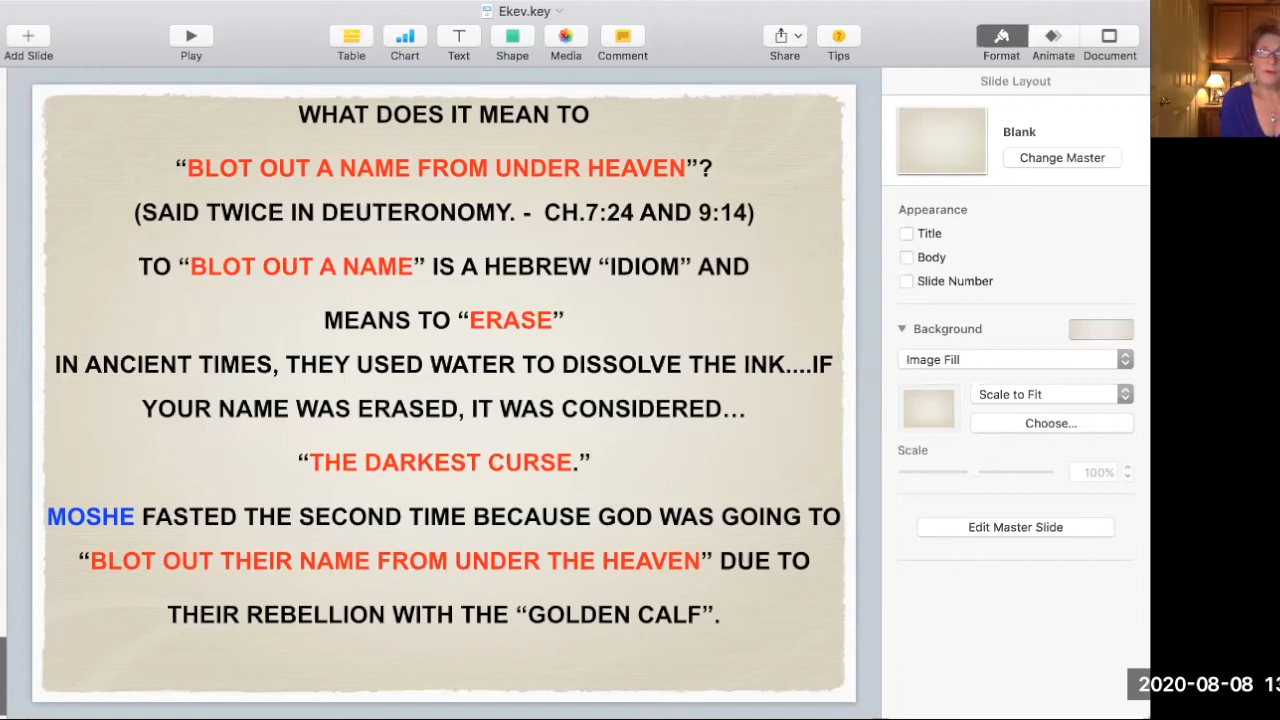 Ekev.key
Add Slide
Play
Table
Chart
Text
Shape
Media
Comment
Share
Tips
Format
Animate
Document
WHAT DOES IT MEAN TO
“BLOT OUT A NAME FROM UNDER HEAVEN”?
(SAID TWICE IN DEUTERONOMY. - CH.7:24 AND 9:14)
TO “BLOT OUT A NAME” IS A HEBREW “IDIOM” AND
MEANS TO “ERASE”
IN ANCIENT TIMES, THEY USED WATER TO DISSOLVE THE INK....IF
YOUR NAME WAS ERASED, IT WAS CONSIDERED…
“THE DARKEST CURSE.”
MOSHE FASTED THE SECOND TIME BECAUSE GOD WAS GOING TO
“BLOT OUT THEIR NAME FROM UNDER THE HEAVEN” DUE TO
THEIR REBELLION WITH THE “GOLDEN CALF”.
Slide Layout
Blank
Change Master
Appearance
Title
Body
Slide Number
Background
Image Fill
Scale to Fit
Choose...
Scale
100%
Edit Master Slide
2020-08-08 13